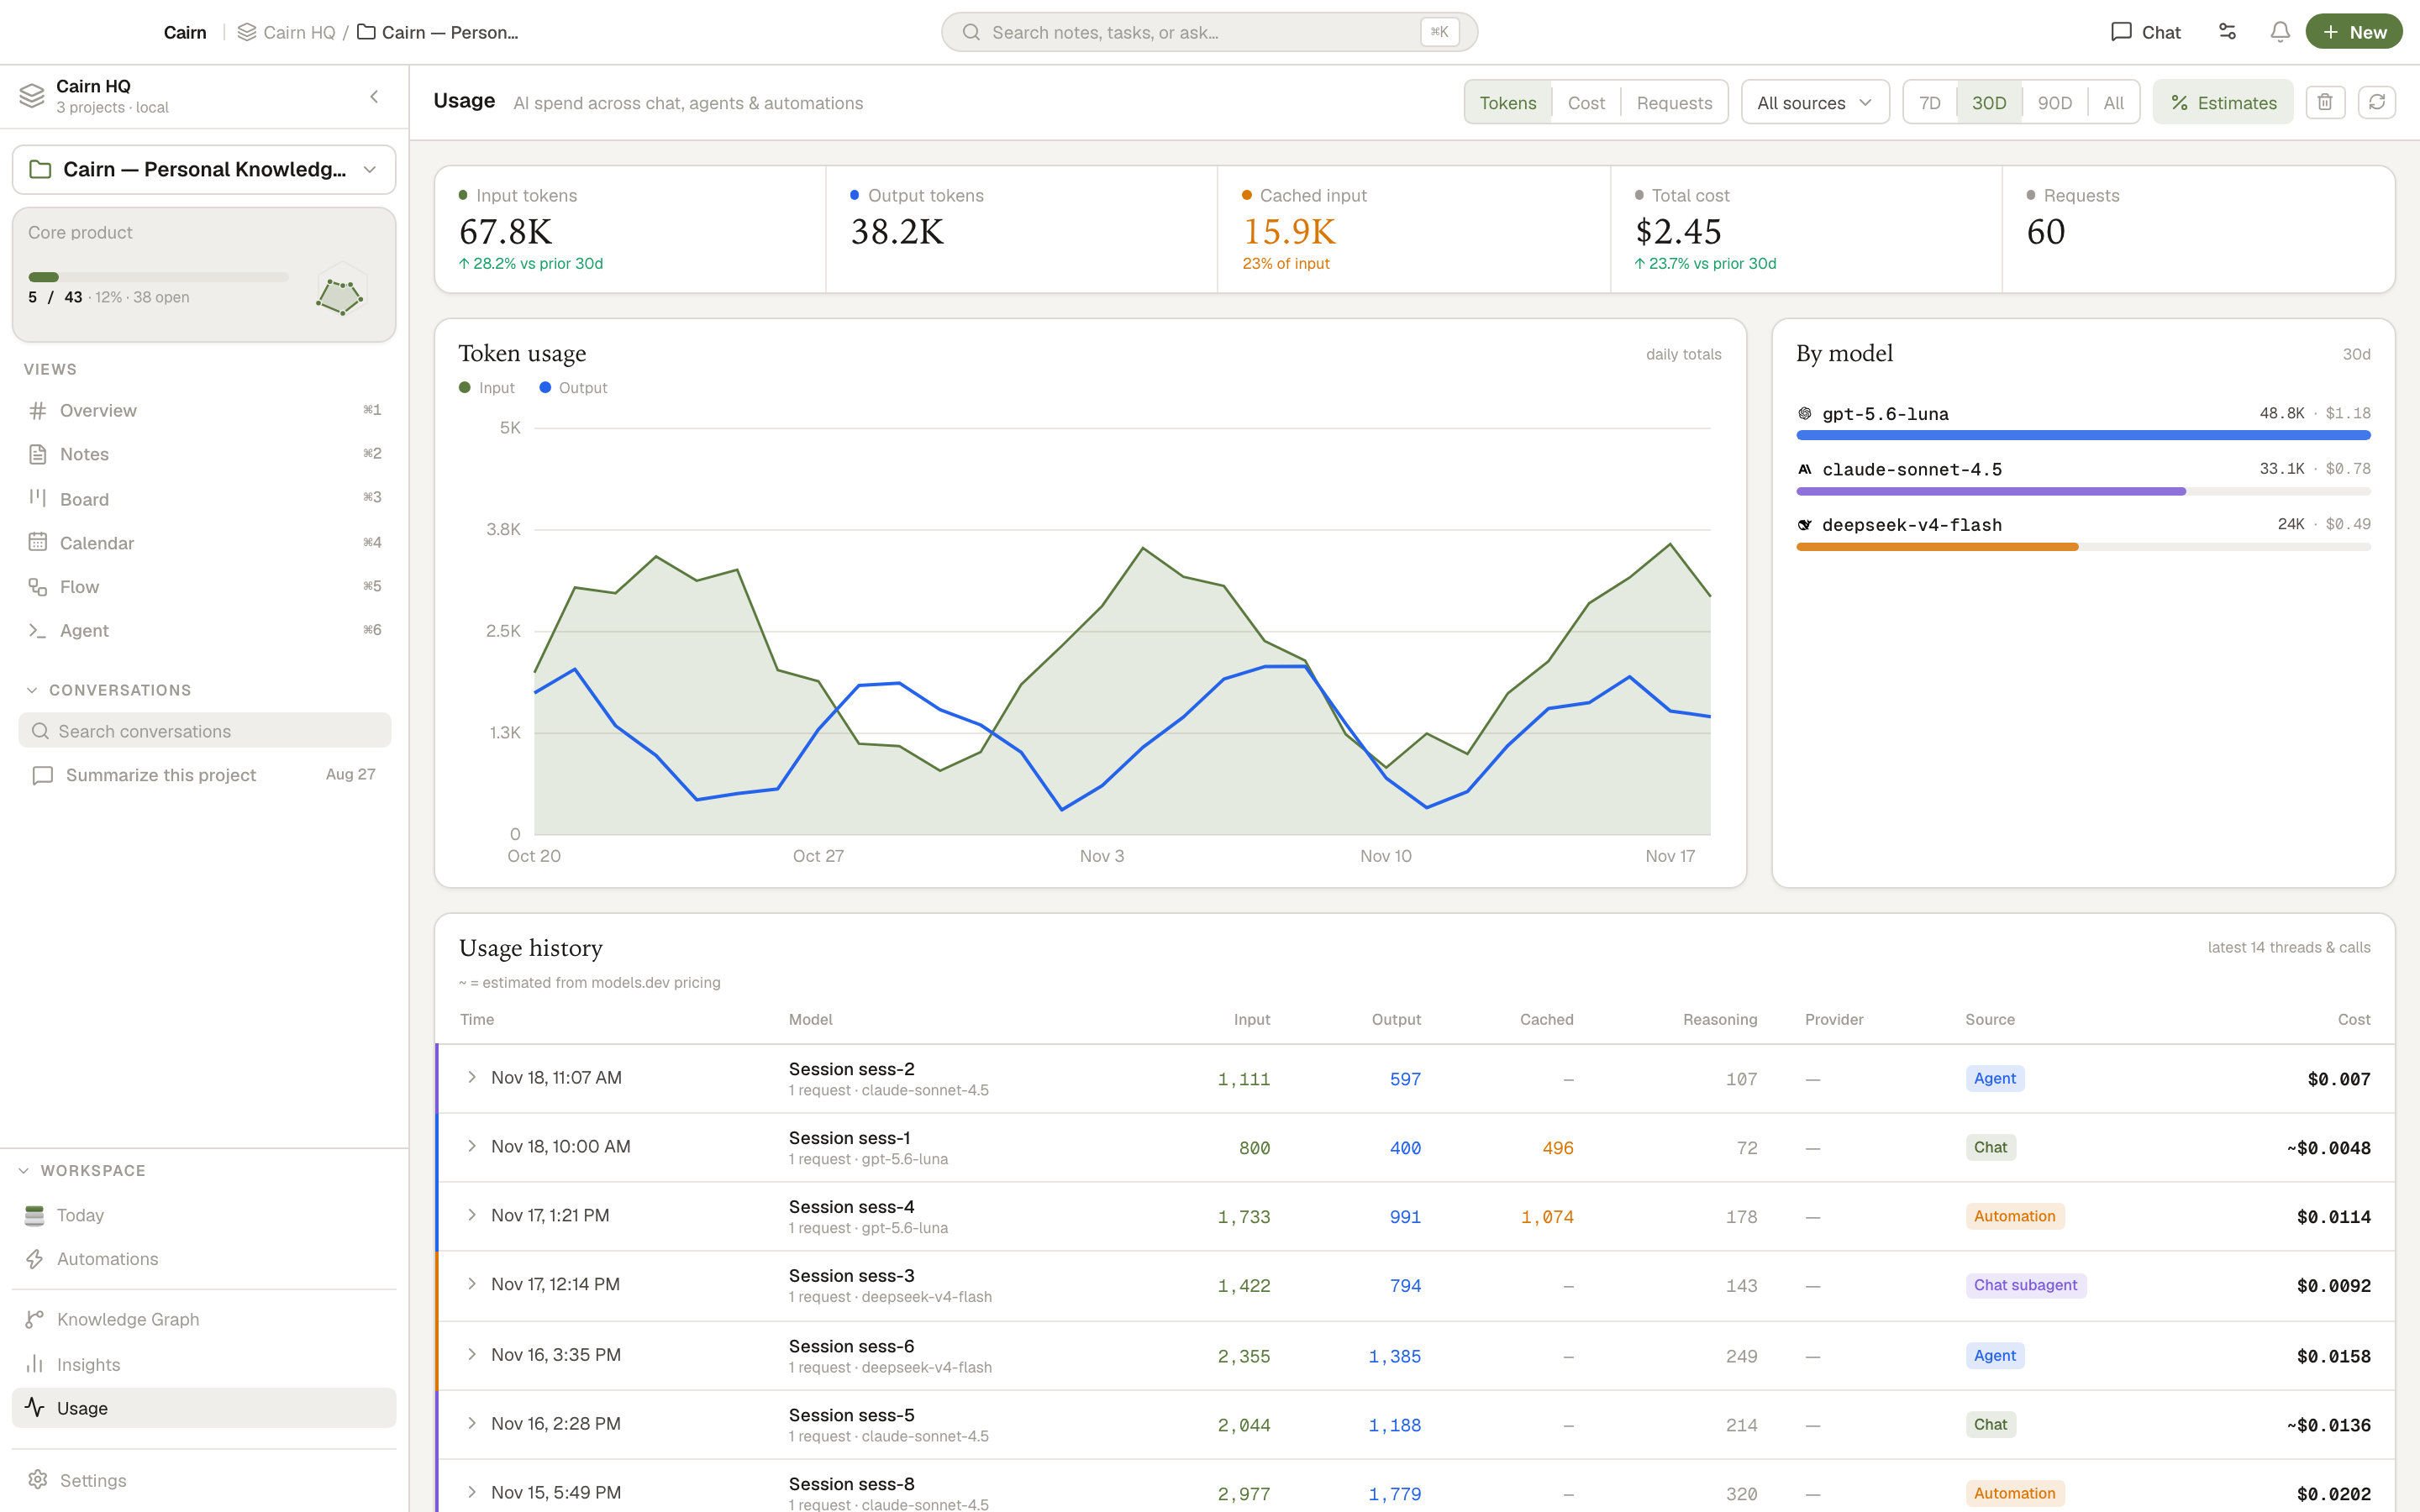 Cairn
Cairn HQ / Cairn — Person...
Search notes, tasks, or ask... ⌘K
Chat
+ New
Cairn HQ
3 projects · local
Cairn — Personal Knowledg...
Core product
5 / 43 · 12% · 38 open
VIEWS
Overview ⌘1
Notes ⌘2
Board ⌘3
Calendar ⌘4
Flow ⌘5
Agent ⌘6
CONVERSATIONS
Search conversations
Summarize this project Aug 27
WORKSPACE
Today
Automations
Knowledge Graph
Insights
Usage
Settings
Usage AI spend across chat, agents & automations
Tokens Cost Requests
All sources
7D 30D 90D All
% Estimates
Input tokens
67.8K
↑ 28.2% vs prior 30d
Output tokens
38.2K
Cached input
15.9K
23% of input
Total cost
$2.45
↑ 23.7% vs prior 30d
Requests
60
Token usage daily totals
Input Output
5K
3.8K
2.5K
1.3K
0
Oct 20 Oct 27 Nov 3 Nov 10 Nov 17
By model 30d
gpt-5.6-luna 48.8K · $1.18
claude-sonnet-4.5 33.1K · $0.78
deepseek-v4-flash 24K · $0.49
Usage history latest 14 threads & calls
~ = estimated from models.dev pricing
Time Model Input Output Cached Reasoning Provider Source Cost
Nov 18, 11:07 AM Session sess-2 1,111 597 — 107 — Agent $0.007
1 request · claude-sonnet-4.5
Nov 18, 10:00 AM Session sess-1 800 400 496 72 — Chat ~$0.0048
1 request · gpt-5.6-luna
Nov 17, 1:21 PM Session sess-4 1,733 991 1,074 178 — Automation $0.0114
1 request · gpt-5.6-luna
Nov 17, 12:14 PM Session sess-3 1,422 794 — 143 — Chat subagent $0.0092
1 request · deepseek-v4-flash
Nov 16, 3:35 PM Session sess-6 2,355 1,385 — 249 — Agent $0.0158
1 request · deepseek-v4-flash
Nov 16, 2:28 PM Session sess-5 2,044 1,188 — 214 — Chat ~$0.0136
1 request · claude-sonnet-4.5
Nov 15, 5:49 PM Session sess-8 2,977 1,779 — 320 — Automation $0.0202
1 request · claude-sonnet-4.5